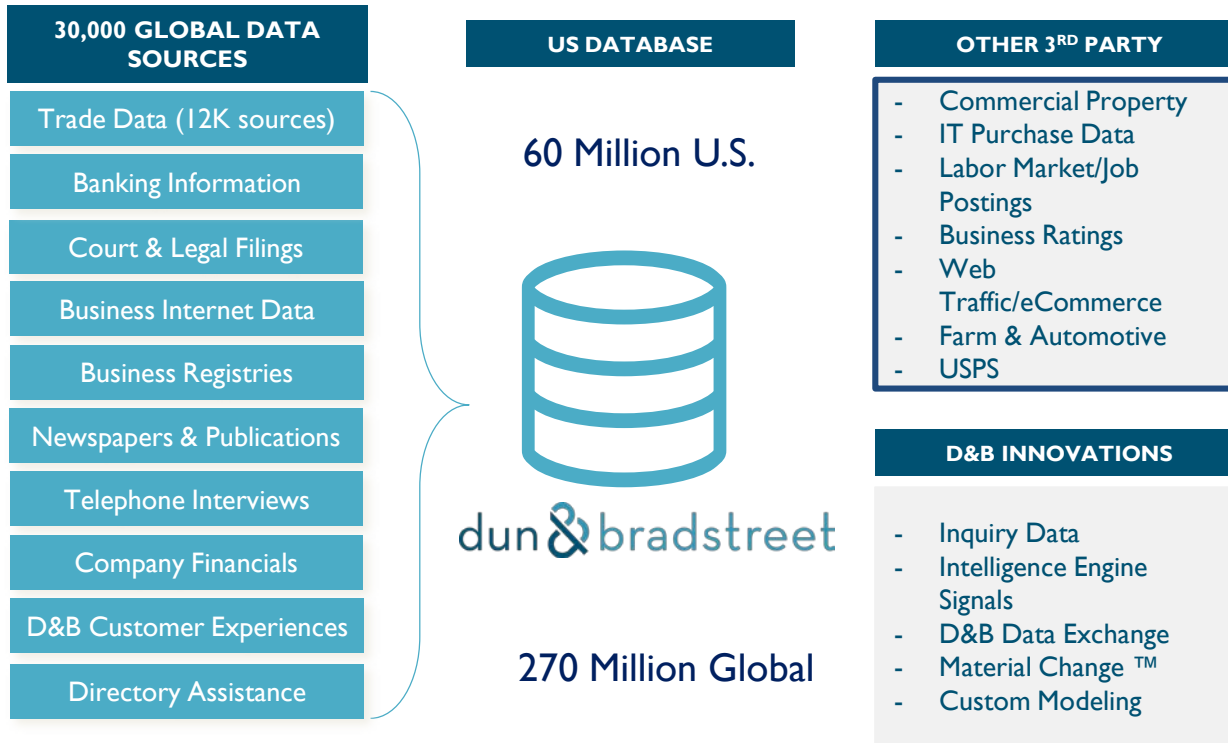 30,000 GLOBAL DATA
SOURCES
Trade Data (12K sources)
Banking Information
Court & Legal Filings
Business Internet Data
Business Registries
Newspapers & Publications
Telephone Interviews
Company Financials
D&B Customer Experiences
Directory Assistance
US DATABASE
60 Million U.S.
dun&bradstreet
270 Million Global
OTHER 3RD PARTY
- Commercial Property
- IT Purchase Data
- Labor Market/Job
Postings
- Business Ratings
- Web
Traffic/eCommerce
- Farm & Automotive
- USPS
D&B INNOVATIONS
- Inquiry Data
- Intelligence Engine
Signals
- D&B Data Exchange
- Material Change ™
- Custom Modeling